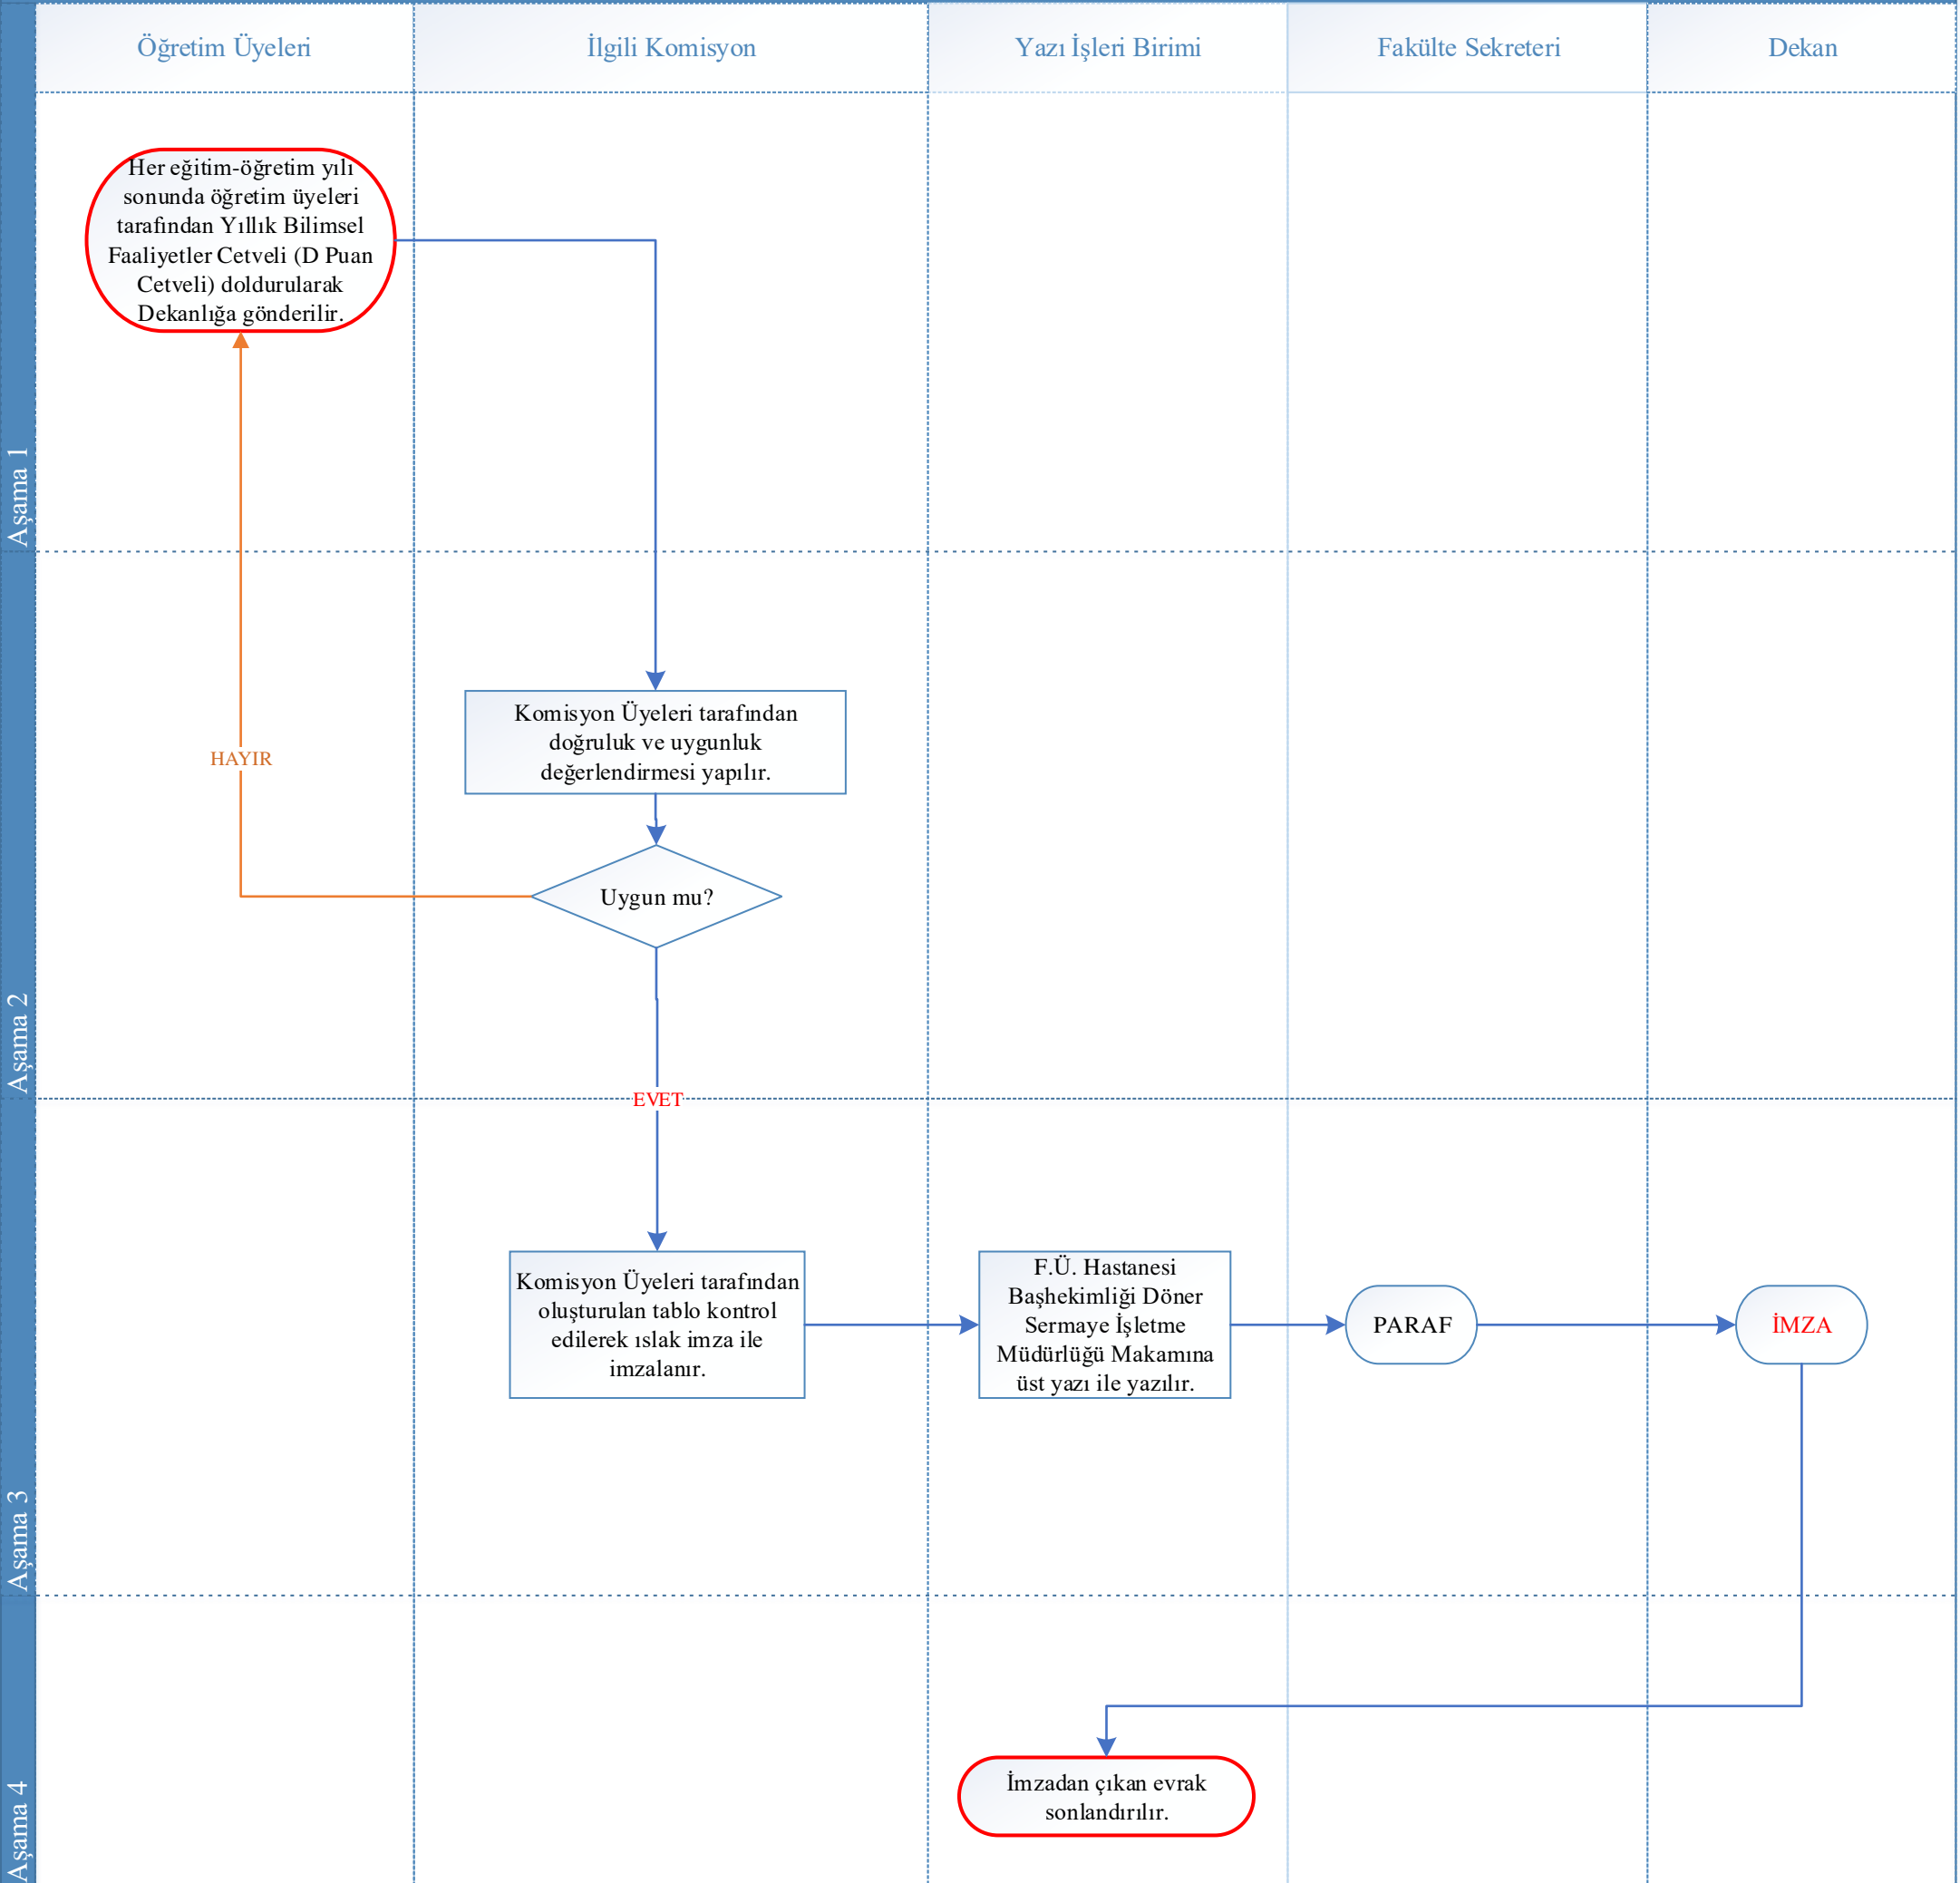 Öğretim Üyeleri
İlgili Komisyon
Yazı İşleri Birimi
Fakülte Sekreteri
Dekan
Aşama 1
Her eğitim-öğretim yılı
sonunda öğretim üyeleri
tarafından Yıllık Bilimsel
Faaliyetler Cetveli (D Puan
Cetveli) doldurularak
Dekanlığa gönderilir.
Aşama 2
Komisyon Üyeleri tarafından
doğruluk ve uygunluk
değerlendirmesi yapılır.
HAYIR
Uygun mu?
EVET
Aşama 3
Komisyon Üyeleri tarafından
oluşturulan tablo kontrol
edilerek ıslak imza ile
imzalanır.
F.Ü. Hastanesi
Başhekimliği Döner
Sermaye İşletme
Müdürlüğü Makamına
üst yazı ile yazılır.
PARAF
İMZA
Aşama 4
İmzadan çıkan evrak
sonlandırılır.